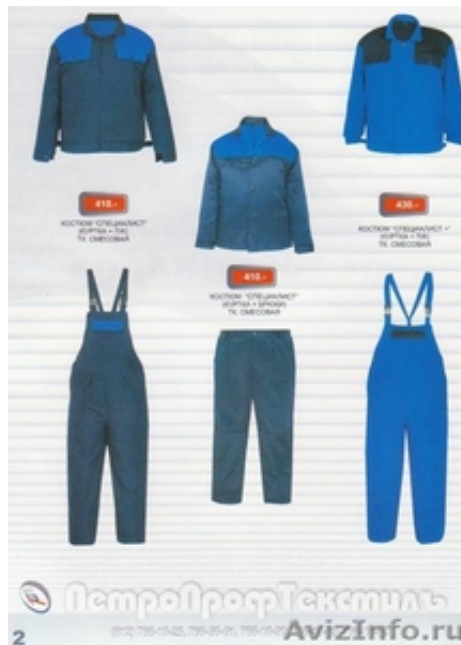 410.-
КОСТЮМ "СПЕЦИАЛИСТ"
(КУРТКА + П/К)
ТК. СМЕСОВАЯ
430.-
КОСТЮМ "СПЕЦИАЛИСТ +"
(КУРТКА + П/К)
ТК. СМЕСОВАЯ
410.-
КОСТЮМ "СПЕЦИАЛИСТ"
(КУРТКА + БРЮКИ)
ТК. СМЕСОВАЯ
ПетроПрофТекстилъ
2
AvizInfo.ru